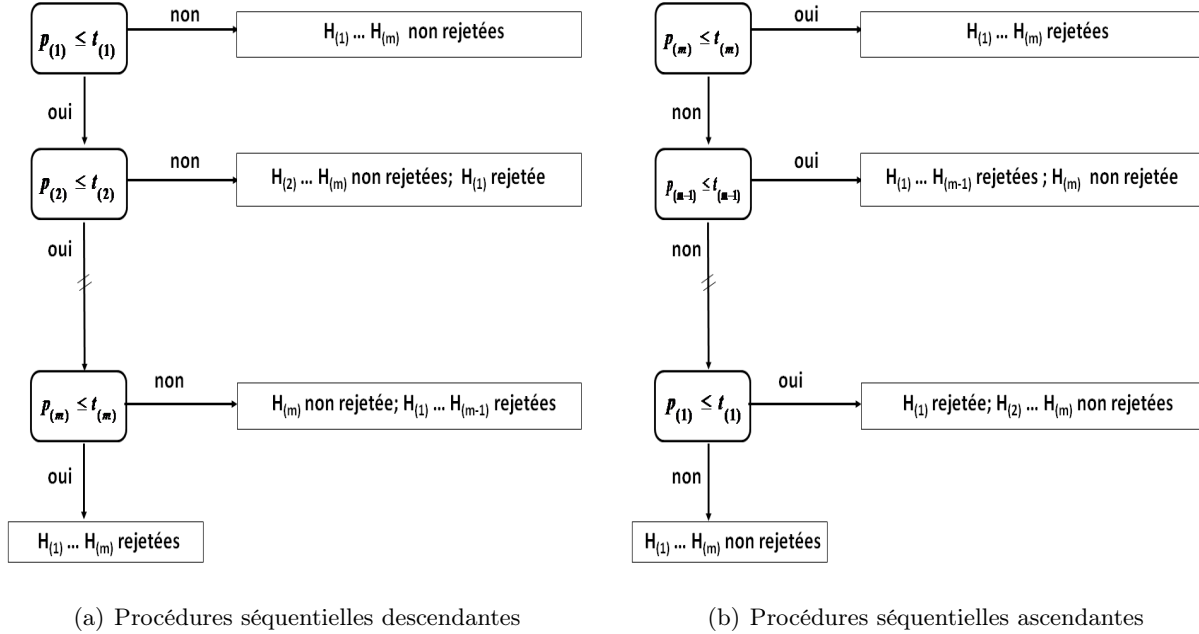 non
p(1) ≤ t(1)
H(1) ... H(m) non rejetées
oui
non
p(2) ≤ t(2)
H(2) ... H(m) non rejetées; H(1) rejetée
oui
non
p(m) ≤ t(m)
H(m) non rejetée; H(1) ... H(m-1) rejetées
oui
H(1) ... H(m) rejetées
(a) Procédures séquentielles descendantes
oui
p(m) ≤ t(m)
H(1) ... H(m) rejetées
non
oui
p(m-1) ≤ t(m-1)
H(1) ... H(m-1) rejetées ; H(m) non rejetée
non
oui
p(1) ≤ t(1)
H(1) rejetée; H(2) ... H(m) non rejetées
non
H(1) ... H(m) non rejetées
(b) Procédures séquentielles ascendantes